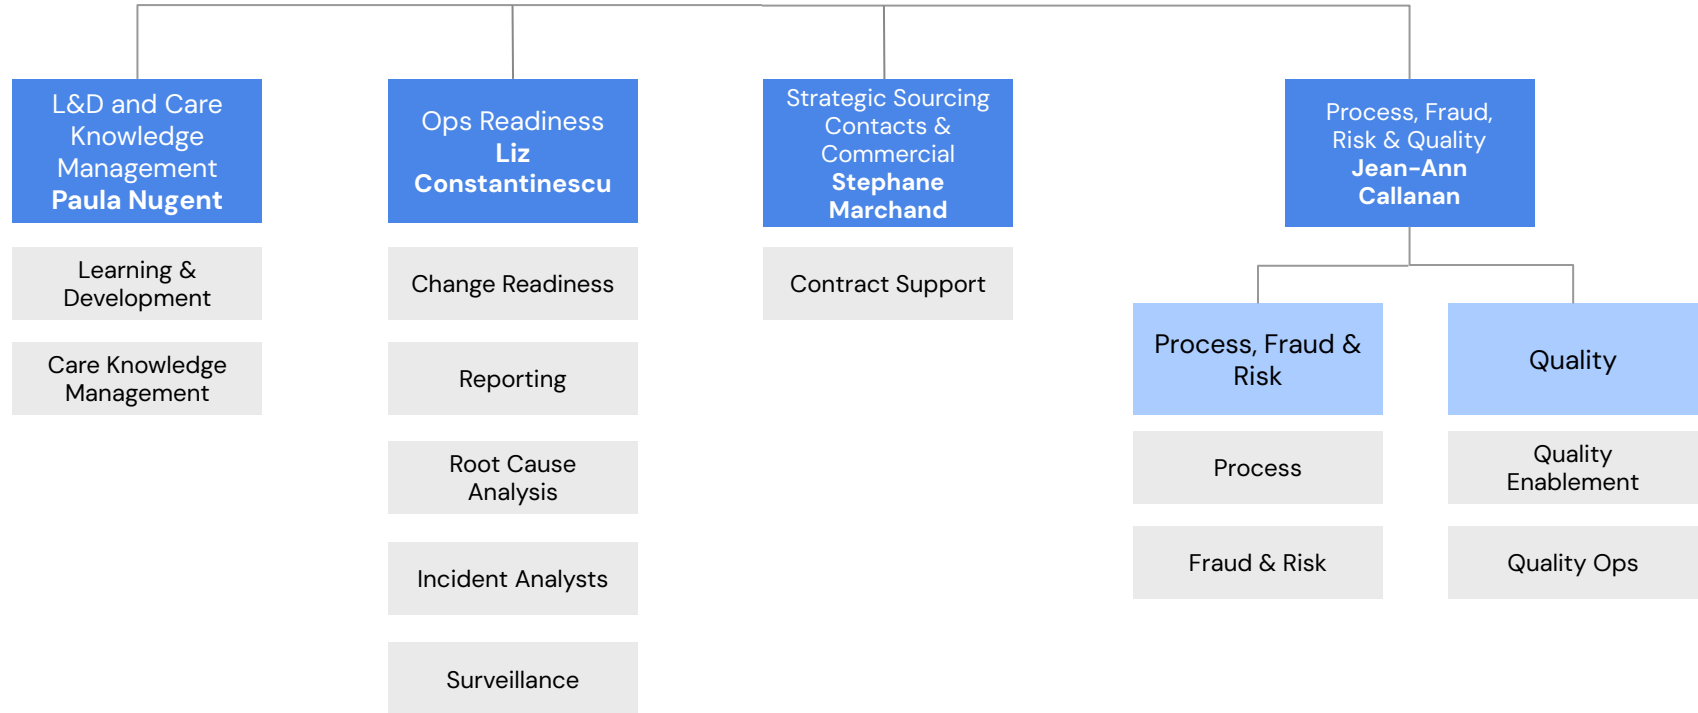 L&D and Care
Knowledge
Management
Paula Nugent
Learning &
Development
Care Knowledge
Management
Ops Readiness
Liz
Constantinescu
Change Readiness
Reporting
Root Cause
Analysis
Incident Analysts
Surveillance
Strategic Sourcing
Contacts &
Commercial
Stephane
Marchand
Contract Support
Process, Fraud,
Risk & Quality
Jean-Ann
Callanan
Process, Fraud &
Risk
Process
Fraud & Risk
Quality
Quality
Enablement
Quality Ops